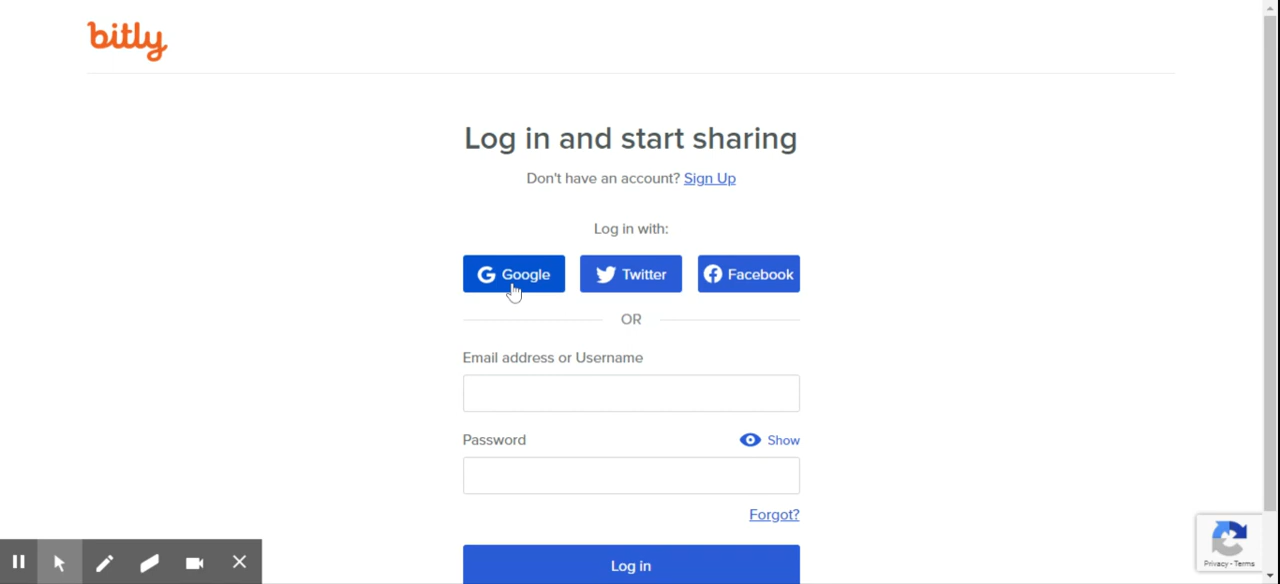 bitly
Log in and start sharing
Don't have an account? Sign Up
Log in with:
Google
Twitter
Facebook
OR
Email address or Username
Password
Show
Forgot?
Log in
Privacy - Terms